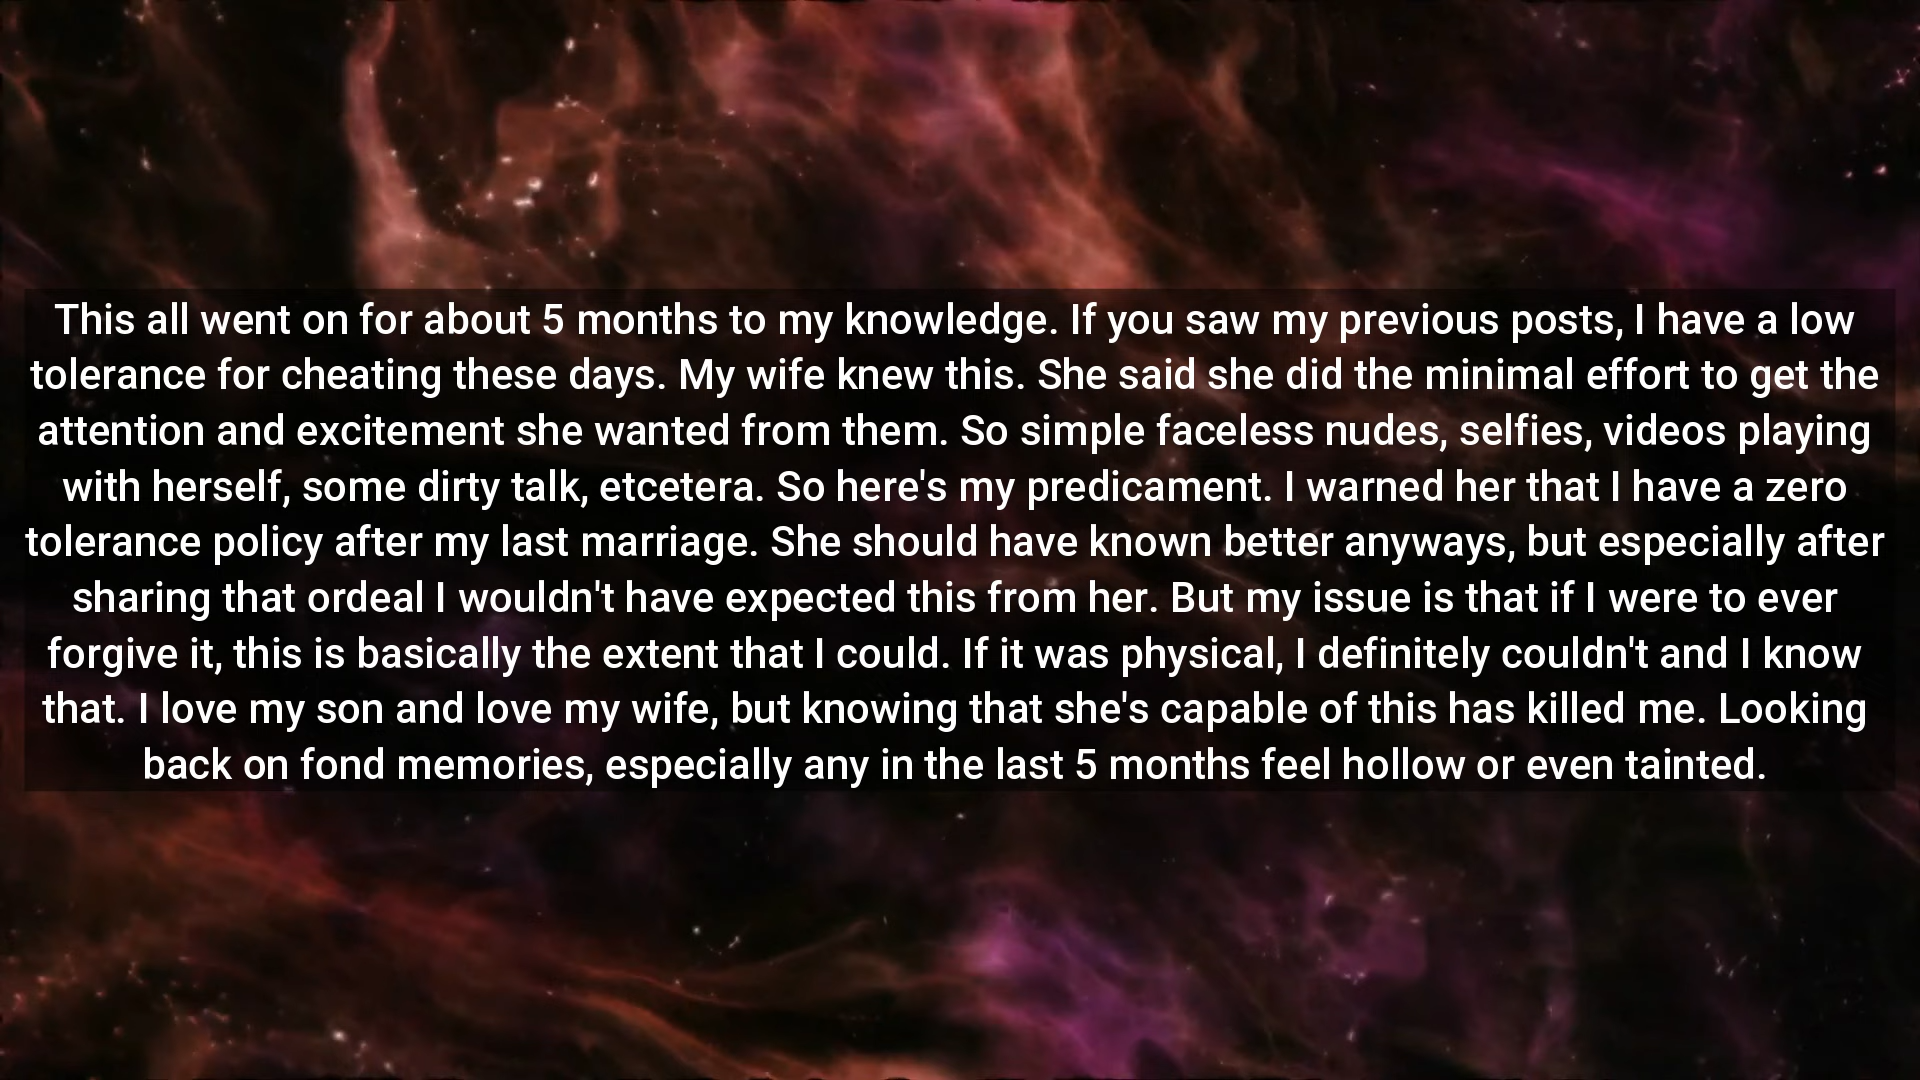 This all went on for about 5 months to my knowledge. If you saw my previous posts, I have a low
tolerance for cheating these days. My wife knew this. She said she did the minimal effort to get the
attention and excitement she wanted from them. So simple faceless nudes, selfies, videos playing
with herself, some dirty talk, etcetera. So here's my predicament. I warned her that I have a zero
tolerance policy after my last marriage. She should have known better anyways, but especially after
sharing that ordeal I wouldn't have expected this from her. But my issue is that if I were to ever
forgive it, this is basically the extent that I could. If it was physical, I definitely couldn't and I know
that. I love my son and love my wife, but knowing that she's capable of this has killed me. Looking
back on fond memories, especially any in the last 5 months feel hollow or even tainted.